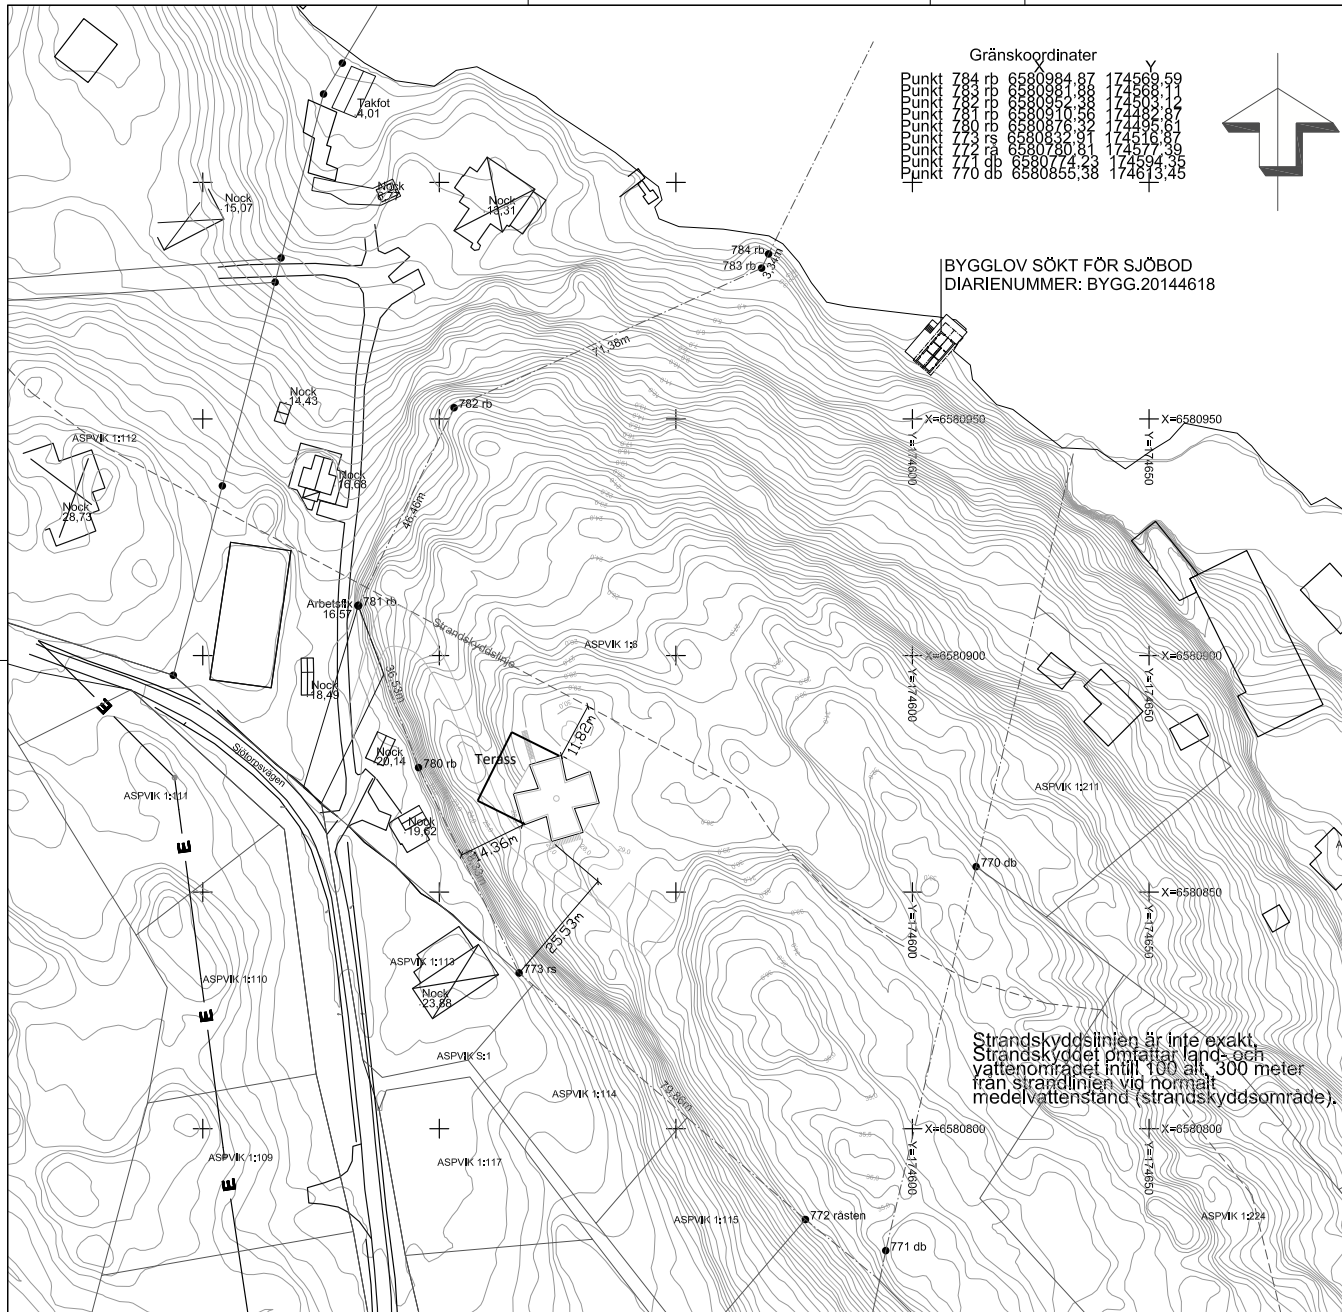 Gränskoordinater
X Y
Punkt 784 rb 6580984,87 174569,59
Punkt 783 rb 6580981,88 174568,11
Punkt 782 rb 6580952,38 174503,12
Punkt 781 rb 6580910,56 174482,87
Punkt 780 rb 6580876,32 174495,61
Punkt 773 rs 6580832,91 174516,87
Punkt 772 rå 6580780,81 174577,39
Punkt 771 db 6580774,23 174594,35
Punkt 770 db 6580855,38 174613,45
Takfot
4,01
Nock
Nock
15,07
Nock
13,31
784 rb
783 rb
3,34m
BYGGLOV SÖKT FÖR SJÖBOD
DIARIENUMMER: BYGG.20144618
71,38m
Nock
14,43
782 rb
X=6580950
X=6580950
Y=174600
Y=174650
ASPVIK 1:112
Nock
16,68
Nock
28,73
46,46m
Arbetsfix
16,57
781 rb
Strandskyddslinje
ASPVIK 1:6
X=6580900
X=6580900
Y=174600
Y=174650
36,53m
Nock
18,49
E
Sjötorpsvägen
Nock
20,14
780 rb
Terass
11.82m
ASPVIK 1:111
ASPVIK 1:211
Nock
19,62
14.36m
E
770 db
X=6580850
Y=174600
Y=174650
25.53m
ASPVIK 1:113
773 rs
ASPVIK 1:110
Nock
23,88
E
ASPVIK S:1
Strandskyddslinjen är inte exakt,
Strandskyddet omfattar land- och
vattenområdet intill 100 alt. 300 meter
från strandlinjen vid normalt
medelvattenstånd (strandskyddsområde).
ASPVIK 1:114
79,86m
X=6580800
X=6580800
Y=174600
Y=174650
ASPVIK 1:109
ASPVIK 1:117
E
ASPVIK 1:115
772 råsten
ASPVIK 1:224
771 db